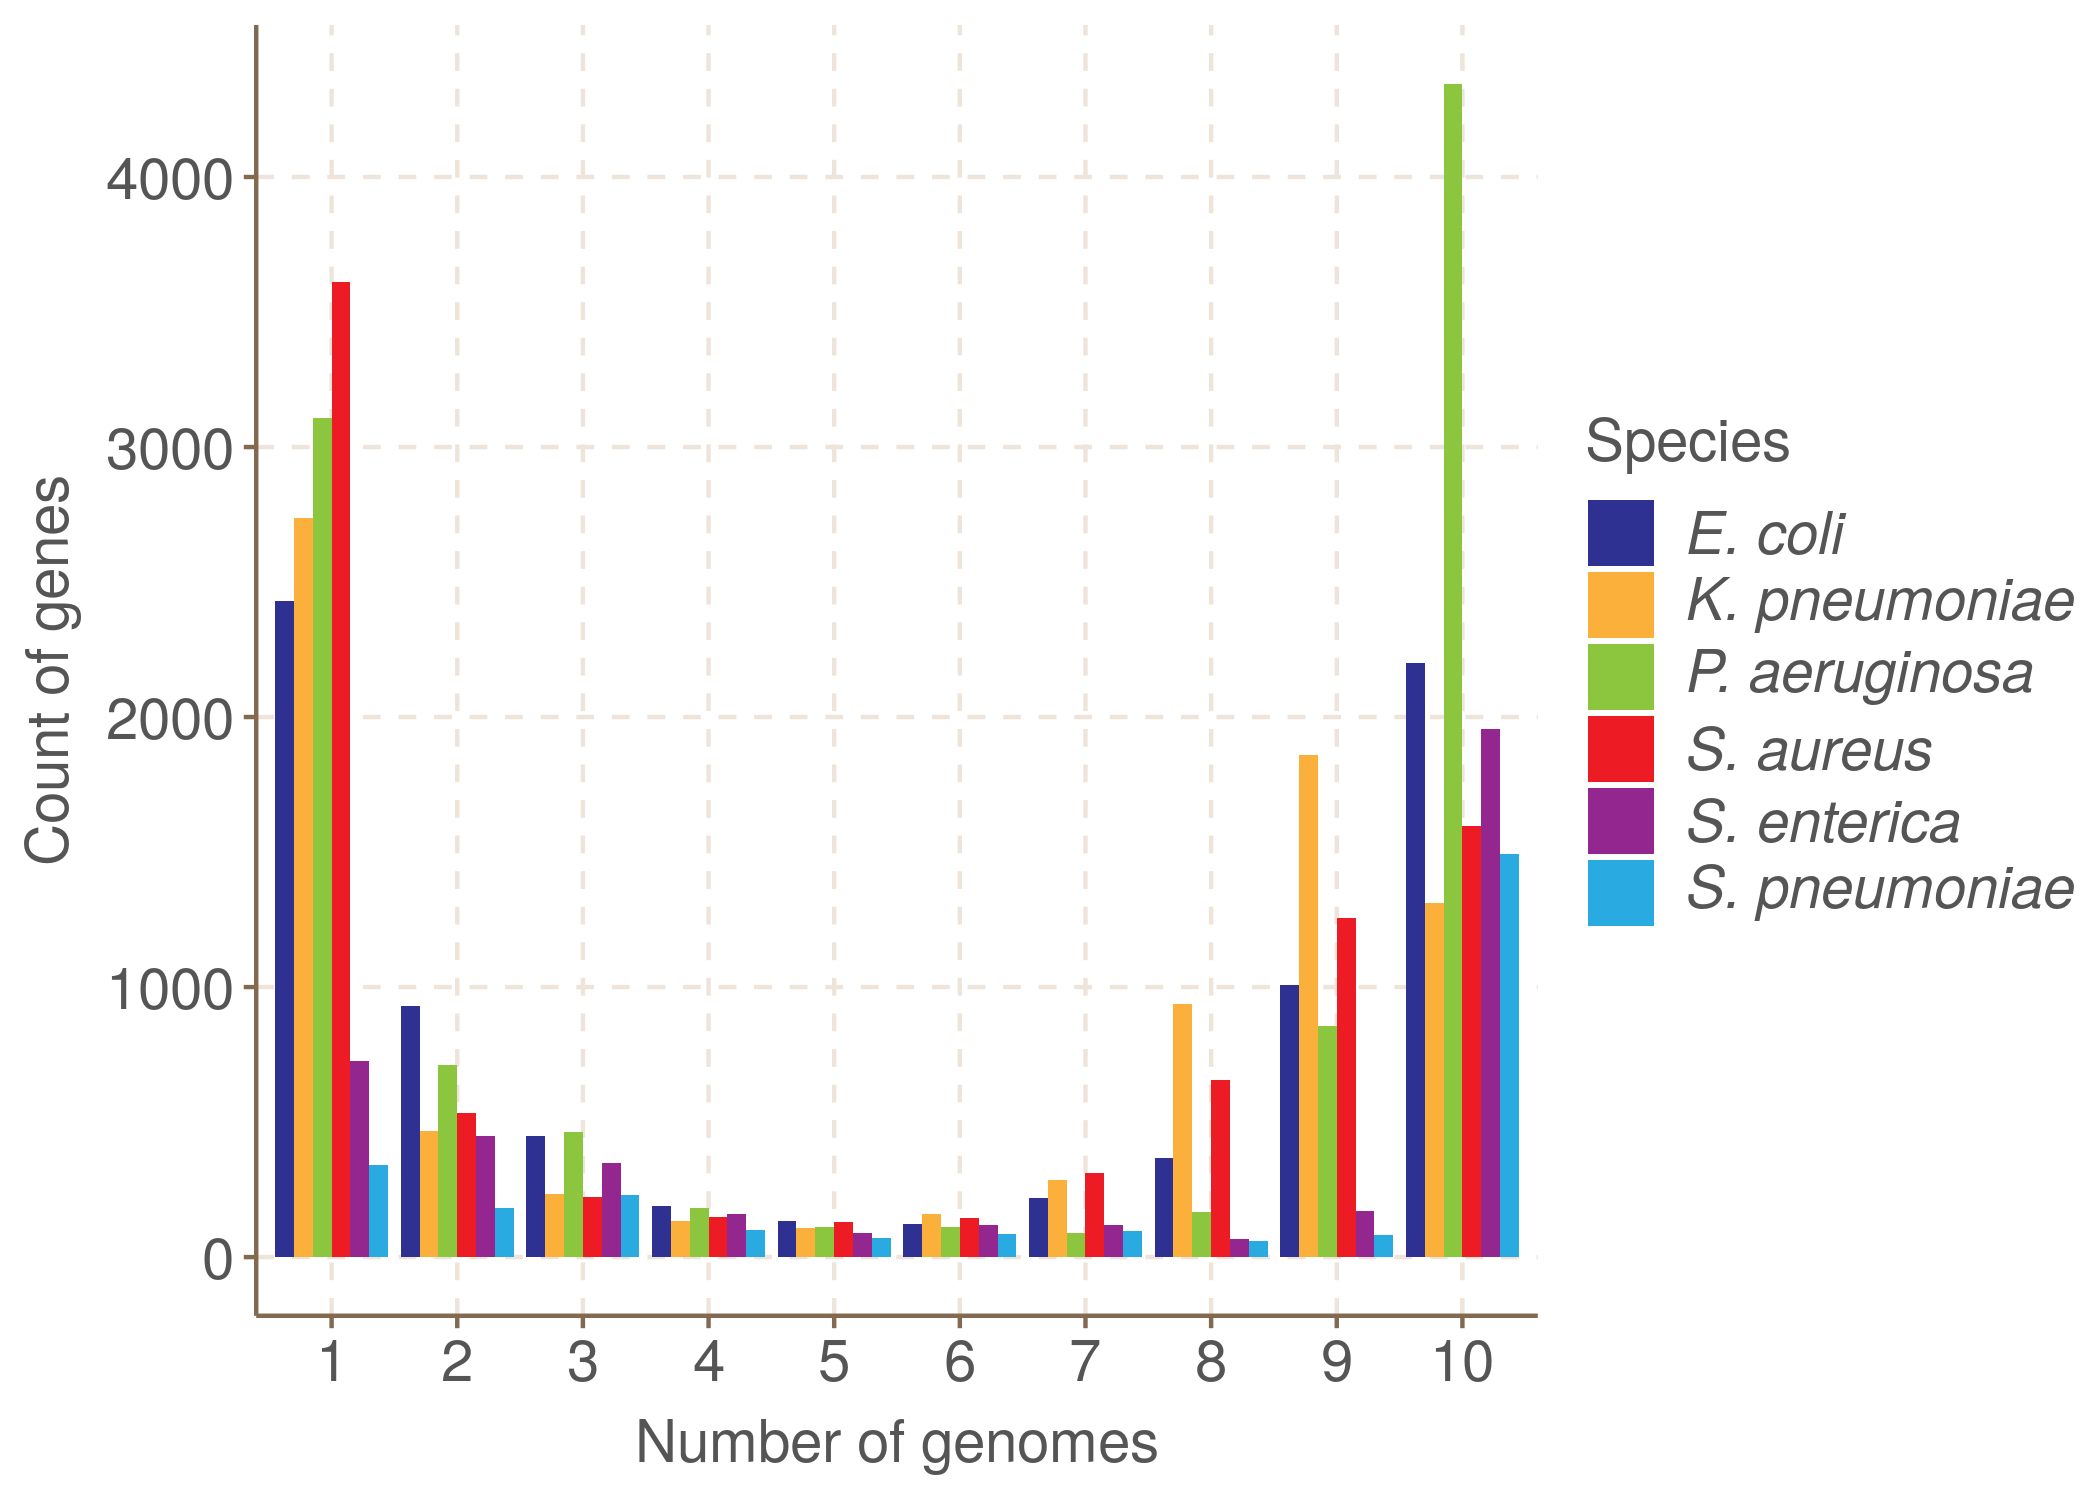 4000
3000
2000
1000
0
Count of genes
1 2 3 4 5 6 7 8 9 10
Number of genomes
Species
E. coli
K. pneumoniae
P. aeruginosa
S. aureus
S. enterica
S. pneumoniae